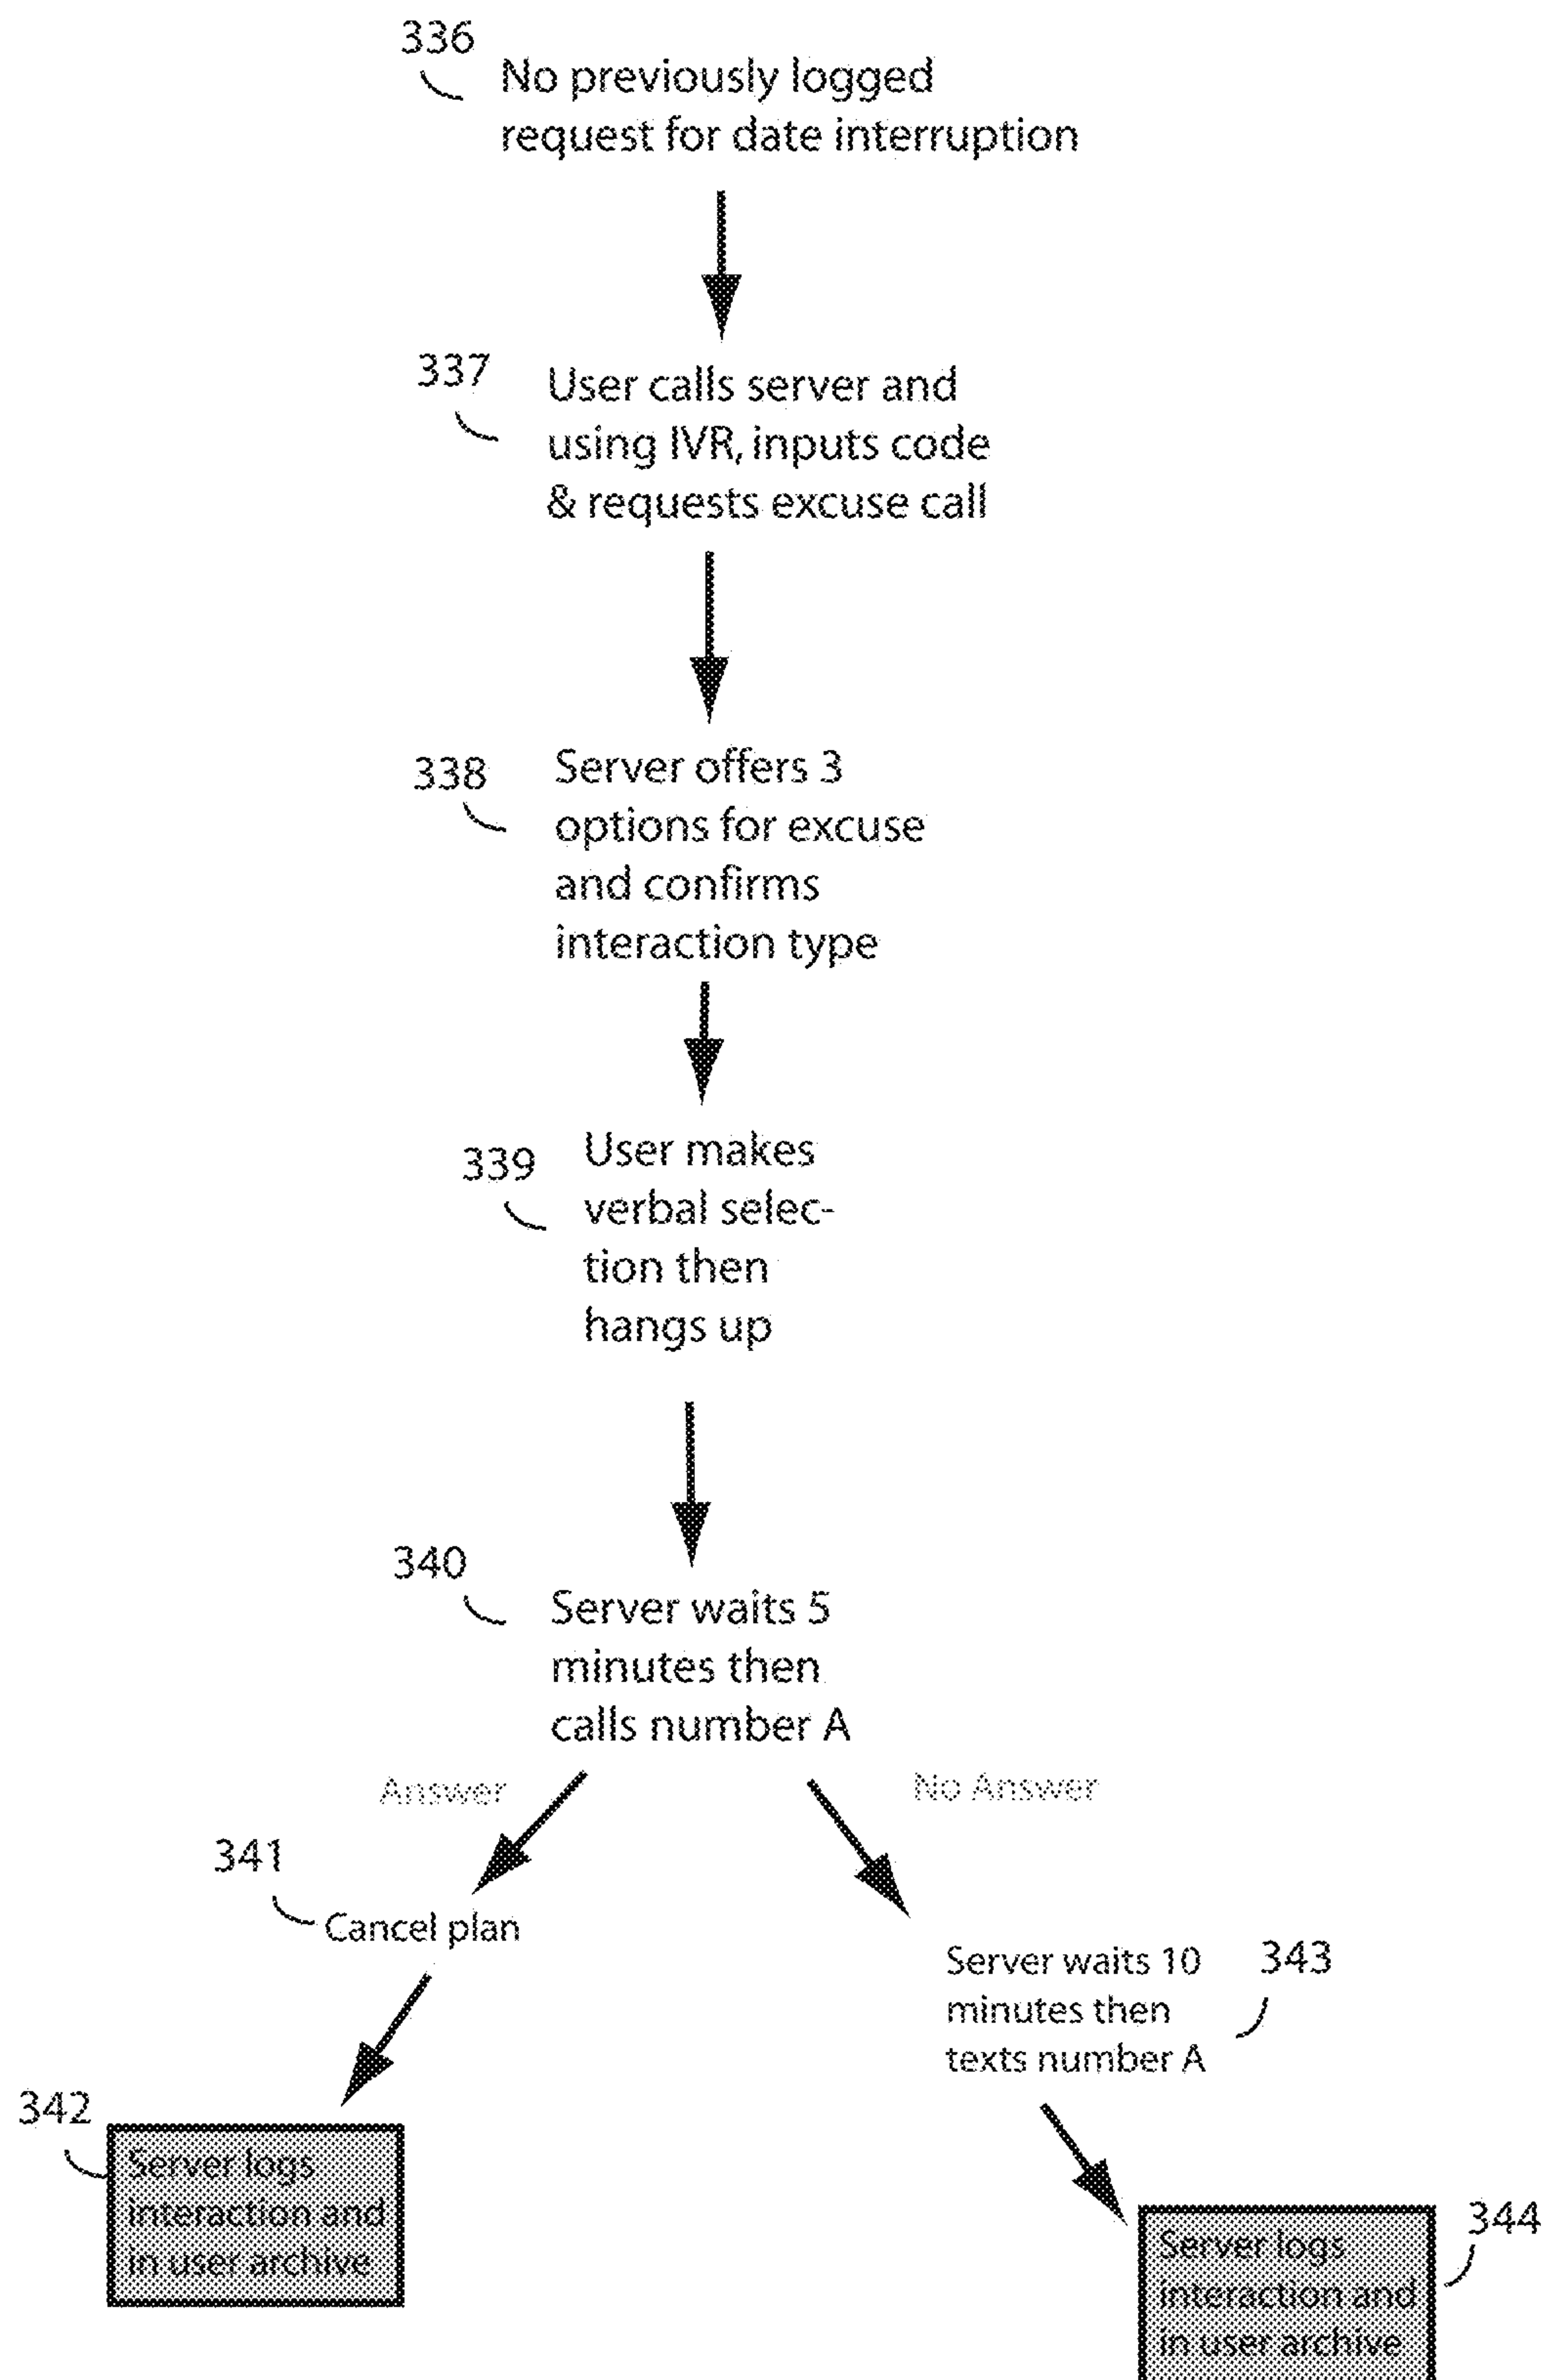 336
No previously logged
request for date interruption
337
User calls server and
using IVR, inputs code
& requests excuse call
338
Server offers 3
options for excuse
and confirms
interaction type
339
User makes
verbal selec-
tion then
hangs up
340
Server waits 5
minutes then
calls number A
Answer
No Answer
341
Cancel plan
Server waits 10
minutes then
texts number A
343
342
Server logs
interaction and
in user archive
344
Server logs
interaction and
in user archive